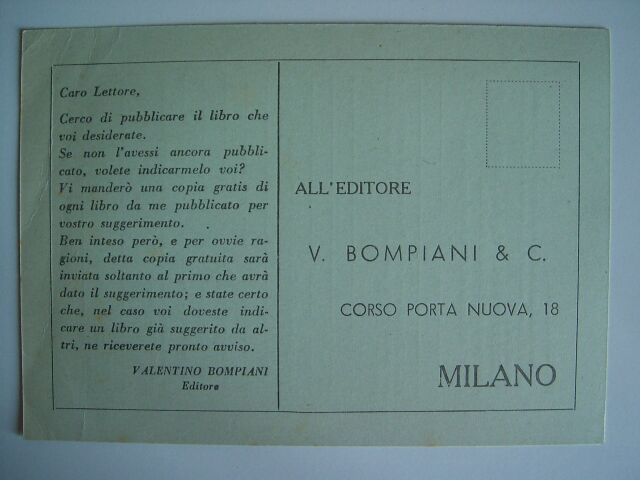 Caro Lettore,
Cerco di pubblicare il libro che
voi desiderate.
Se non l'avessi ancora pubbli-
cato, volete indicarmelo voi?
Vi manderò una copia gratis di
ogni libro da me pubblicato per
vostro suggerimento.
Ben inteso però, e per ovvie ra-
gioni, detta copia gratuita sarà
inviata soltanto al primo che avrà
dato il suggerimento; e state certo
che, nel caso voi doveste indi-
care un libro già suggerito da al-
tri, ne riceverete pronto avviso.
VALENTINO BOMPIANI
Editore
ALL'EDITORE
V. BOMPIANI & C.
CORSO PORTA NUOVA, 18
MILANO